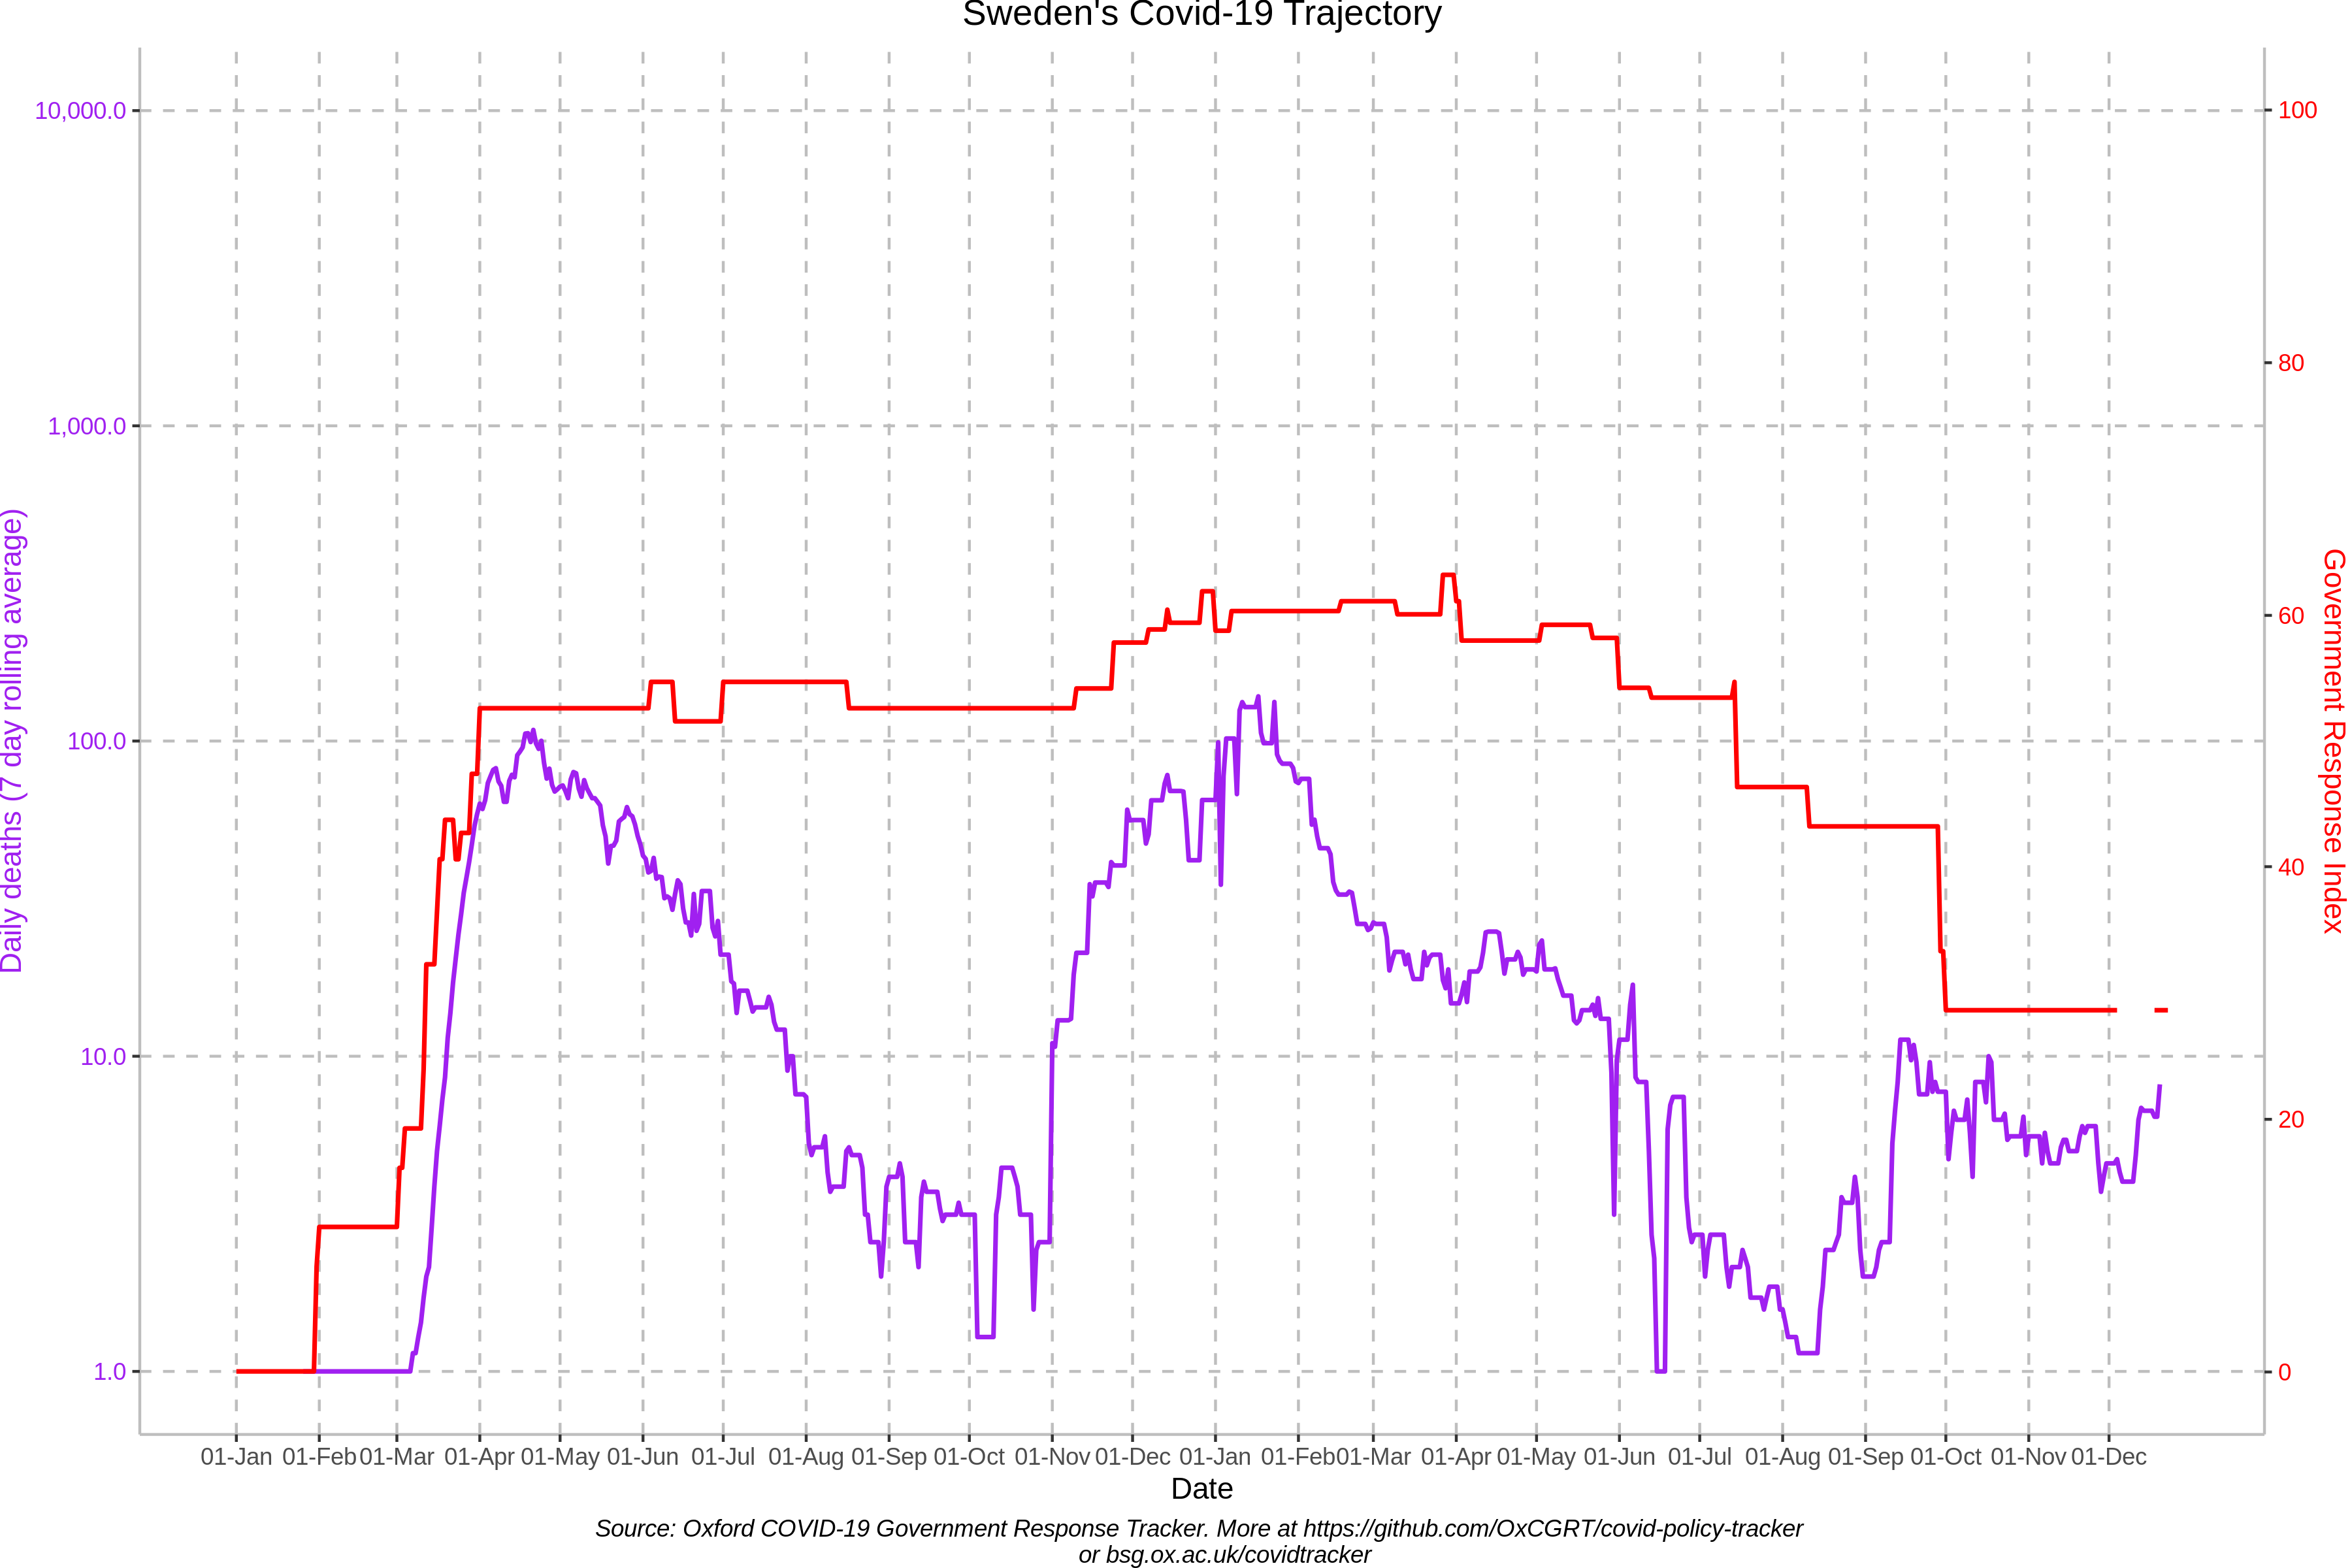 Sweden's Covid-19 Trajectory
10,000.0
1,000.0
100.0
10.0
1.0
Daily deaths (7 day rolling average)
100
80
60
40
20
0
Government Response Index
01-Jan 01-Feb 01-Mar 01-Apr 01-May 01-Jun 01-Jul 01-Aug 01-Sep 01-Oct 01-Nov 01-Dec 01-Jan 01-Feb 01-Mar 01-Apr 01-May 01-Jun 01-Jul 01-Aug 01-Sep 01-Oct 01-Nov 01-Dec
Date
Source: Oxford COVID-19 Government Response Tracker. More at https://github.com/OxCGRT/covid-policy-tracker
or bsg.ox.ac.uk/covidtracker